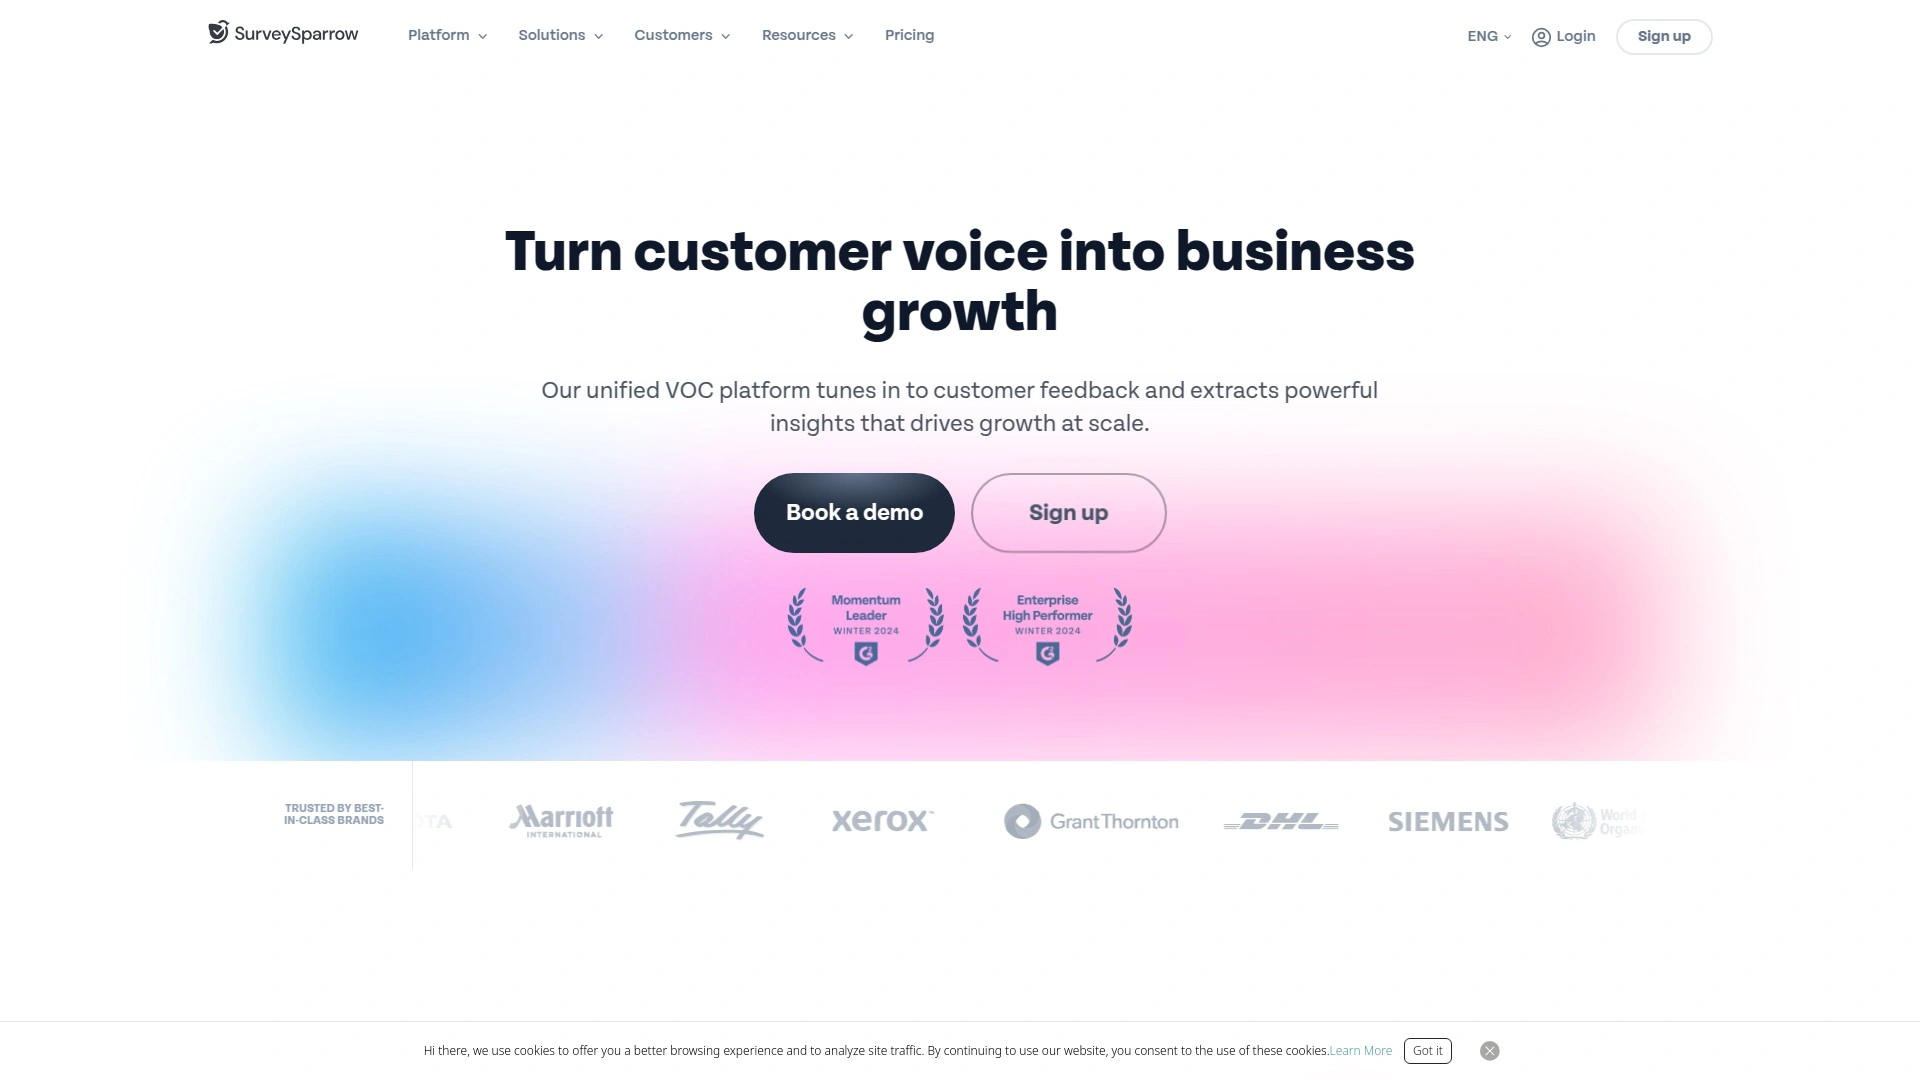 SurveySparrow
Platform
Solutions
Customers
Resources
Pricing
ENG
Login
Sign up
Turn customer voice into business
growth
Our unified VOC platform tunes in to customer feedback and extracts powerful
insights that drives growth at scale.
Book a demo
Sign up
Momentum
Leader
WINTER 2024
Enterprise
High Performer
WINTER 2024
TRUSTED BY BEST-
IN-CLASS BRANDS
Marriott
INTERNATIONAL
Tally
xerox™
Grant Thornton
DHL
SIEMENS
World
Hi there, we use cookies to offer you a better browsing experience and to analyze site traffic. By continuing to use our website, you consent to the use of these cookies.Learn More
Got it